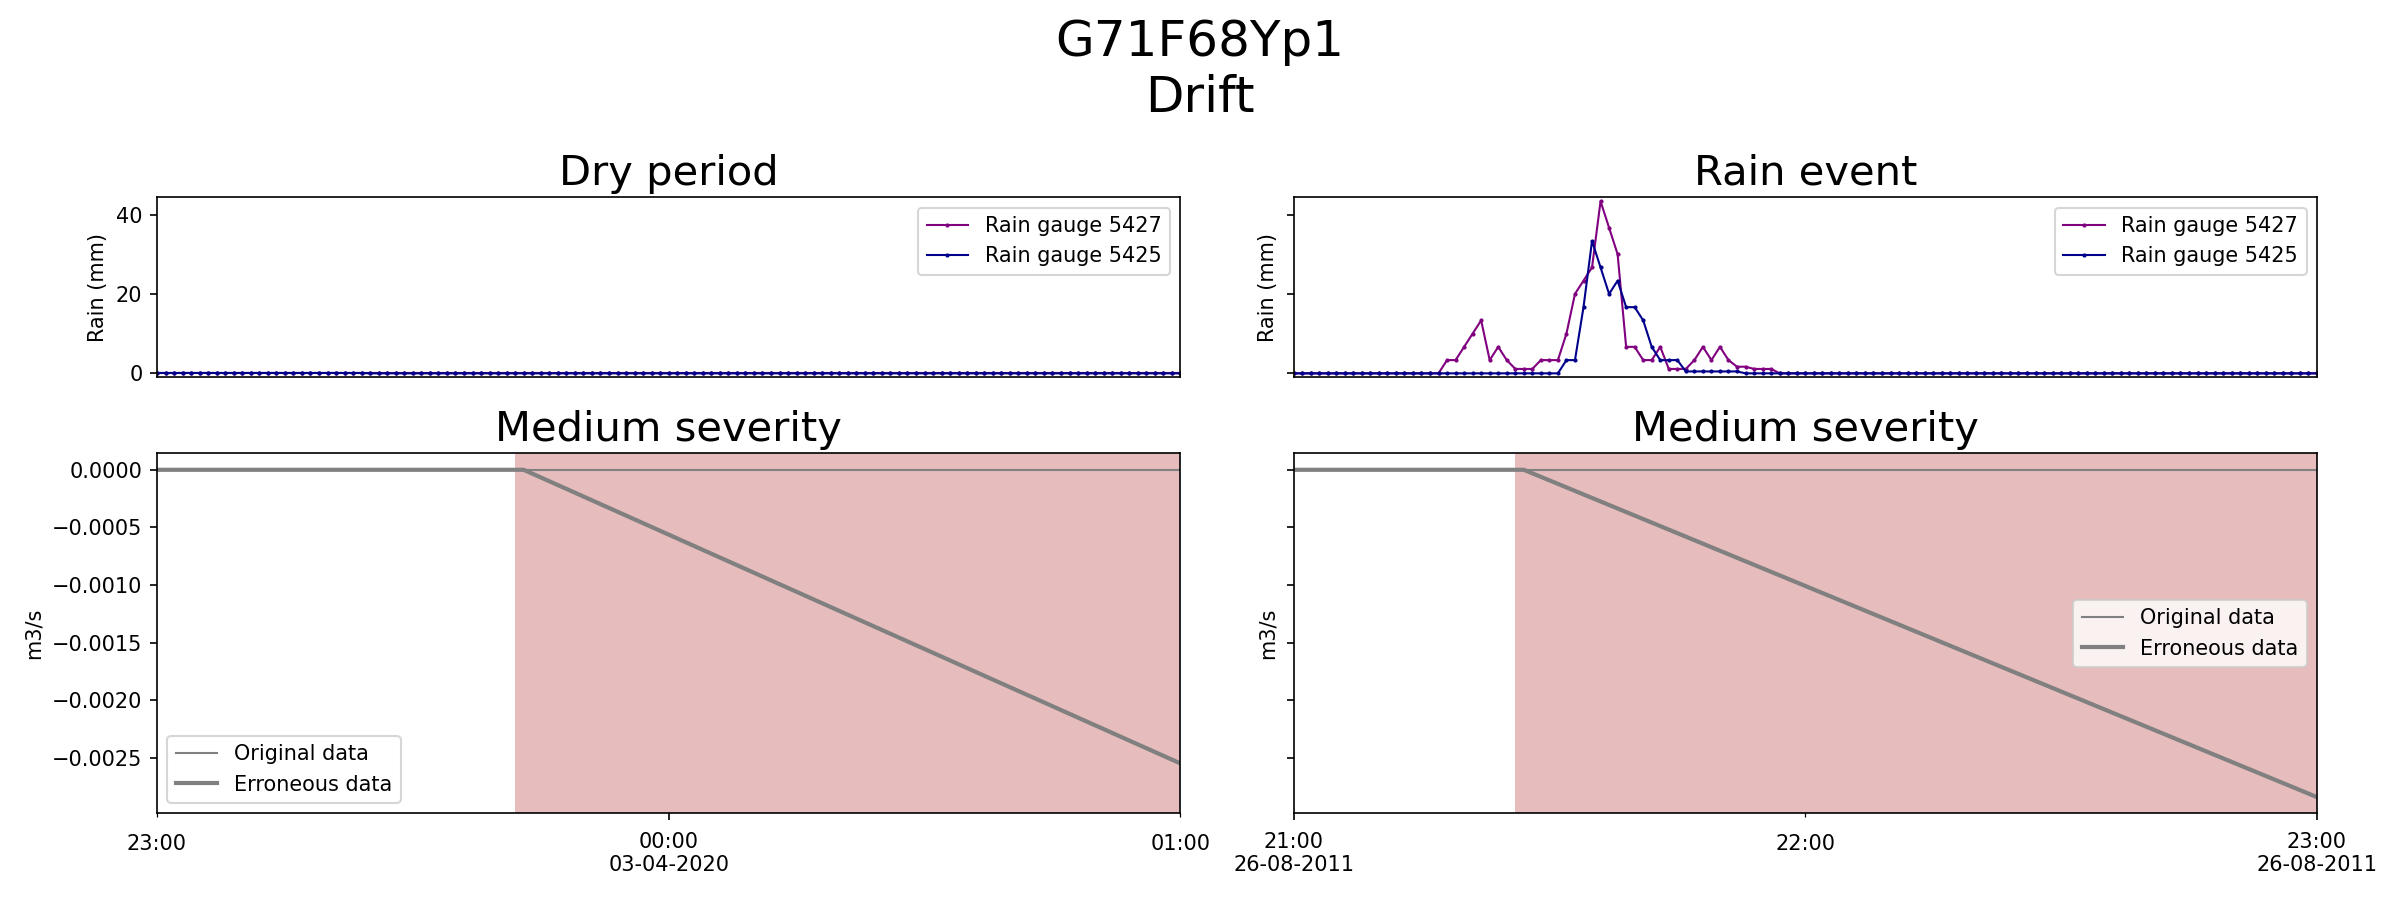 G71F68Yp1
Drift
Dry period
Rain (mm)
40
20
0
Rain gauge 5427
Rain gauge 5425
Rain event
Rain (mm)
Rain gauge 5427
Rain gauge 5425
Medium severity
m3/s
0.0000
−0.0005
−0.0010
−0.0015
−0.0020
−0.0025
Original data
Erroneous data
23:00
00:00
03-04-2020
01:00
Medium severity
m3/s
Original data
Erroneous data
21:00
26-08-2011
22:00
23:00
26-08-2011